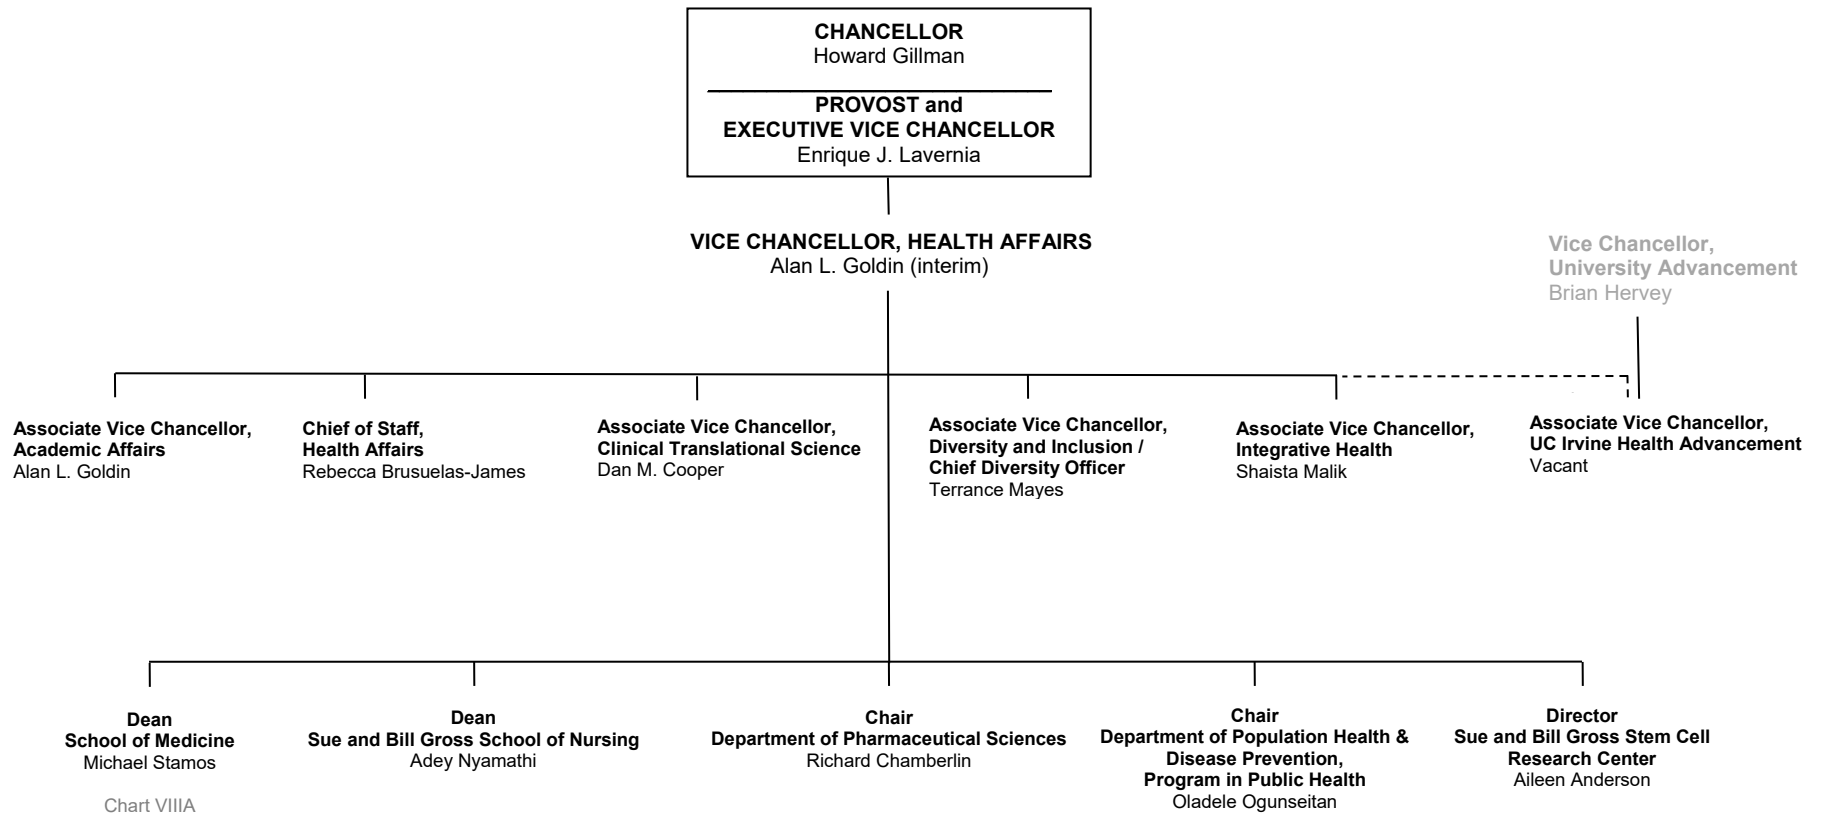 CHANCELLOR
Howard Gillman
PROVOST and
EXECUTIVE VICE CHANCELLOR
Enrique J. Lavernia
VICE CHANCELLOR, HEALTH AFFAIRS
Alan L. Goldin (interim)
Vice Chancellor,
University Advancement
Brian Hervey
Associate Vice Chancellor,
Academic Affairs
Alan L. Goldin
Chief of Staff,
Health Affairs
Rebecca Brusuelas-James
Associate Vice Chancellor,
Clinical Translational Science
Dan M. Cooper
Associate Vice Chancellor,
Diversity and Inclusion /
Chief Diversity Officer
Terrance Mayes
Associate Vice Chancellor,
Integrative Health
Shaista Malik
Associate Vice Chancellor,
UC Irvine Health Advancement
Vacant
Dean
School of Medicine
Michael Stamos
Chart VIIIA
Dean
Sue and Bill Gross School of Nursing
Adey Nyamathi
Chair
Department of Pharmaceutical Sciences
Richard Chamberlin
Chair
Department of Population Health &
Disease Prevention,
Program in Public Health
Oladele Ogunseitan
Director
Sue and Bill Gross Stem Cell
Research Center
Aileen Anderson